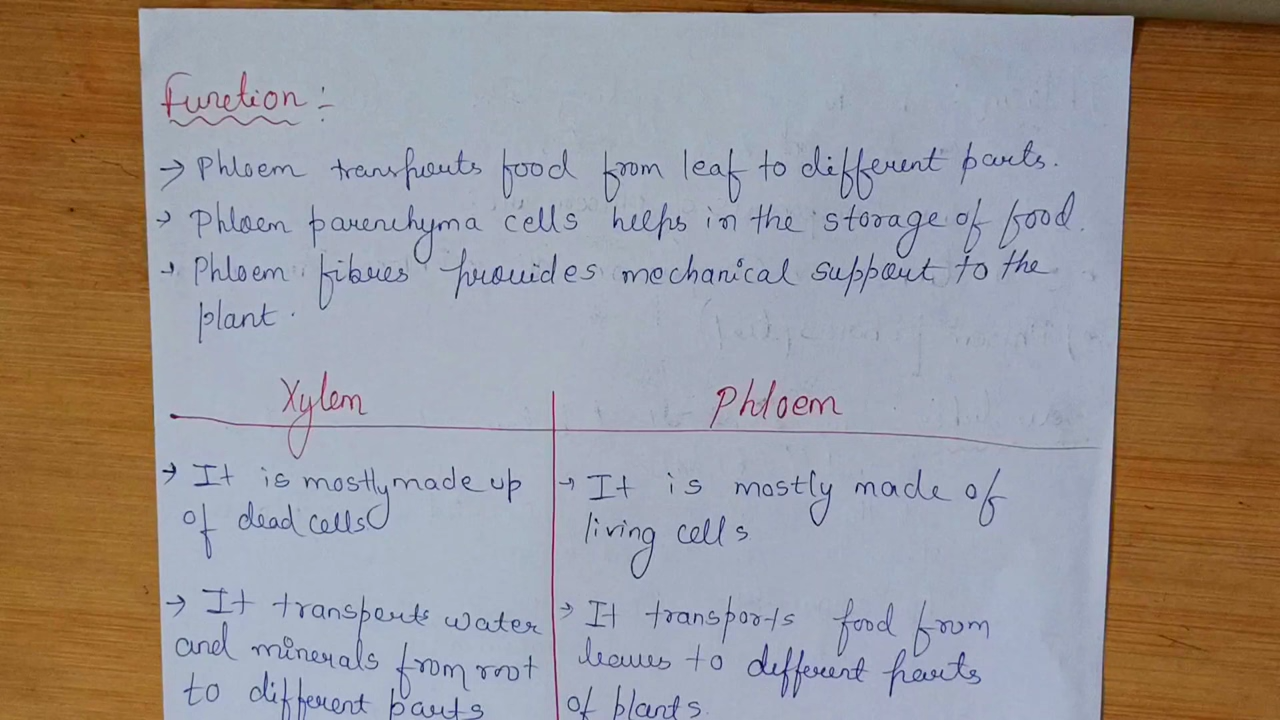 Function :-
→ Phloem transports food from leaf to different parts.
→ Phloem parenchyma cells helps in the storage of food.
→ Phloem fibres provides mechanical support to the
plant.
Xylem
Phloem
→ It is mostly made up
of dead cells
→ It transports water
and minerals from root
to different parts
→ It is mostly made of
living cells
→ It transports food from
leaves to different parts
of plants.